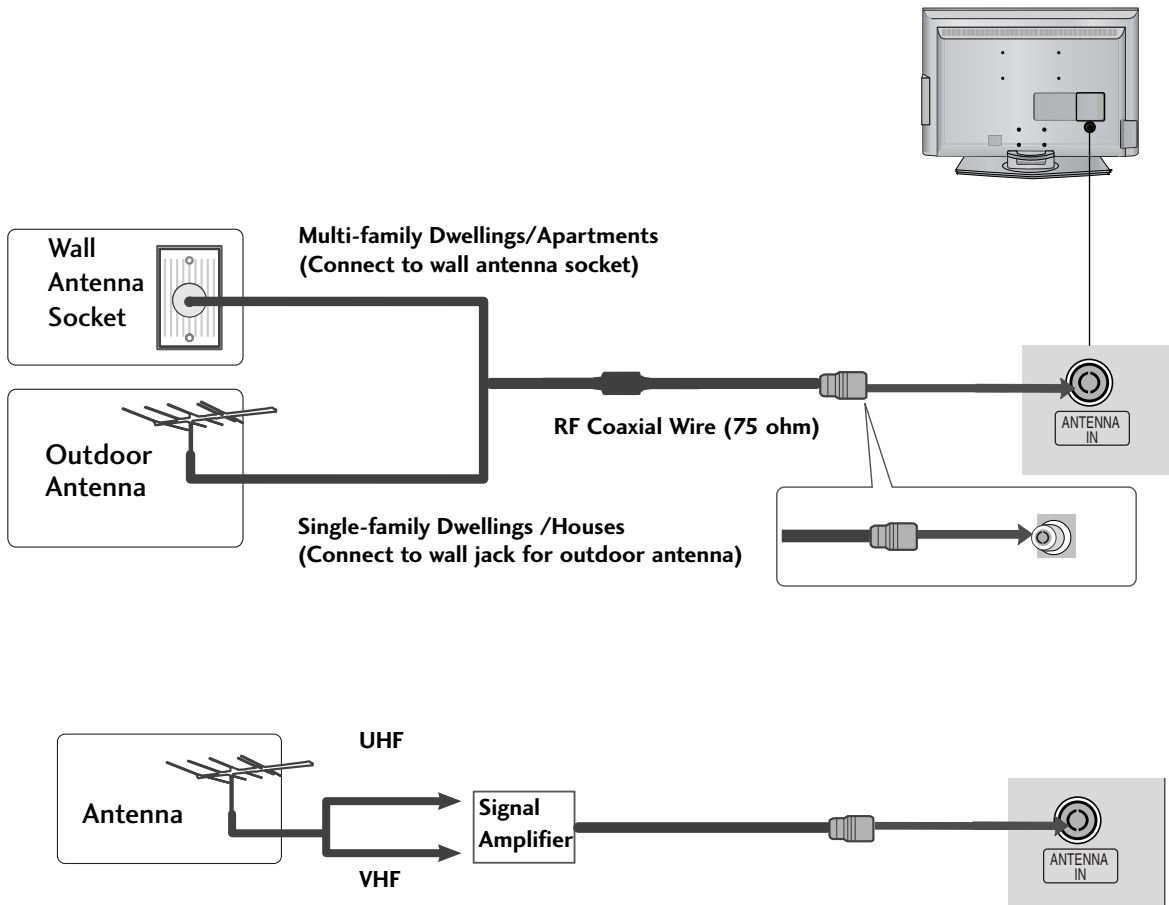 Wall
Antenna
Socket
Multi-family Dwellings/Apartments
(Connect to wall antenna socket)
Outdoor
Antenna
RF Coaxial Wire (75 ohm)
ANTENNA
IN
Single-family Dwellings /Houses
(Connect to wall jack for outdoor antenna)
Antenna
UHF
VHF
Signal
Amplifier
ANTENNA
IN